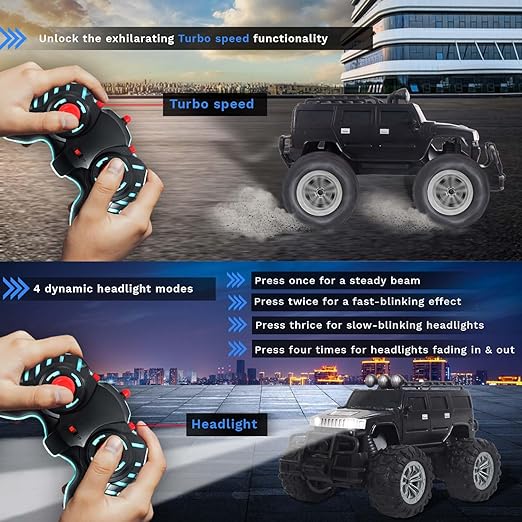 Unlock the exhilarating Turbo speed functionality
Turbo speed
4 dynamic headlight modes
Press once for a steady beam
Press twice for a fast-blinking effect
Press thrice for slow-blinking headlights
Press four times for headlights fading in & out
Headlight